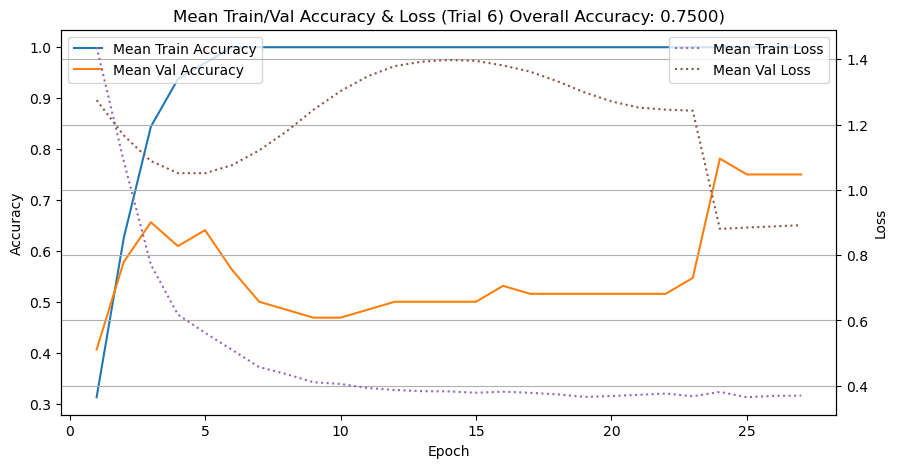 Mean Train/Val Accuracy & Loss (Trial 6) Overall Accuracy: 0.7500)
Mean Train Accuracy
Mean Val Accuracy
Mean Train Loss
Mean Val Loss
1.0
0.9
0.8
0.7
0.6
0.5
0.4
0.3
Accuracy
1.4
1.2
1.0
0.8
0.6
0.4
Loss
0 5 10 15 20 25
Epoch